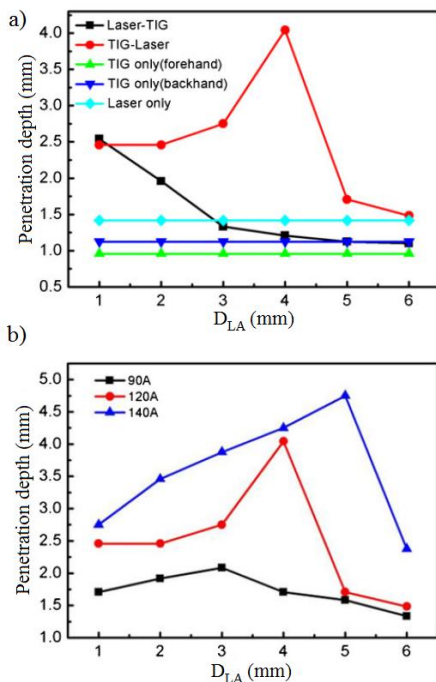 a)
Laser-TIG
TIG-Laser
TIG only(forehand)
TIG only(backhand)
Laser only
Penetration depth (mm)
4.0
3.5
3.0
2.5
2.0
1.5
1.0
0.5
1 2 3 4 5 6
D_LA (mm)
b)
90A
120A
140A
Penetration depth (mm)
5.0
4.5
4.0
3.5
3.0
2.5
2.0
1.5
1.0
1 2 3 4 5 6
D_LA (mm)